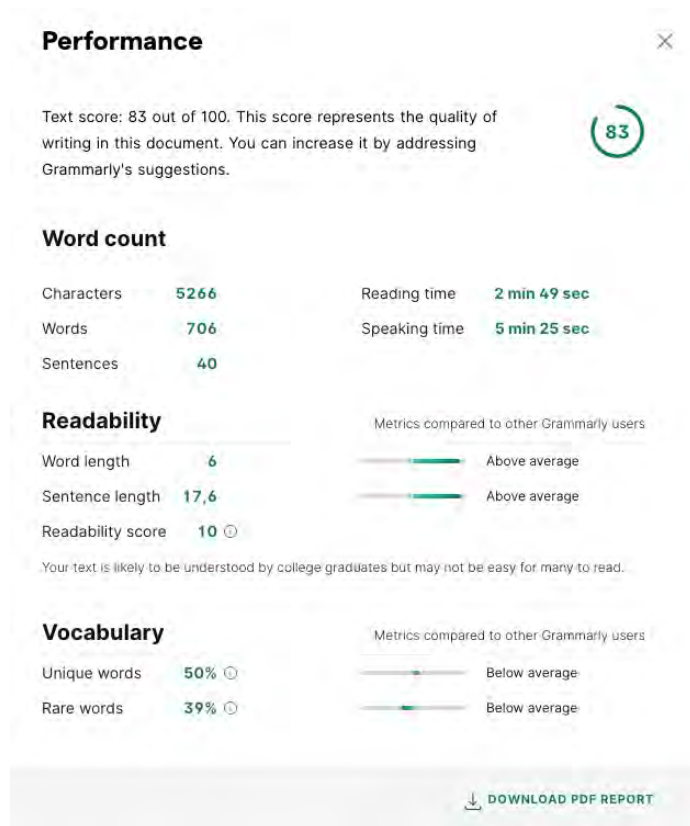 Performance
Text score: 83 out of 100. This score represents the quality of
writing in this document. You can increase it by addressing
Grammarly's suggestions.
83
Word count
Characters 5266 Reading time 2 min 49 sec
Words 706 Speaking time 5 min 25 sec
Sentences 40
Readability Metrics compared to other Grammarly users
Word length 6 Above average
Sentence length 17,6 Above average
Readability score 10
Your text is likely to be understood by college graduates but may not be easy for many to read.
Vocabulary Metrics compared to other Grammarly users
Unique words 50% Below average
Rare words 39% Below average
DOWNLOAD PDF REPORT